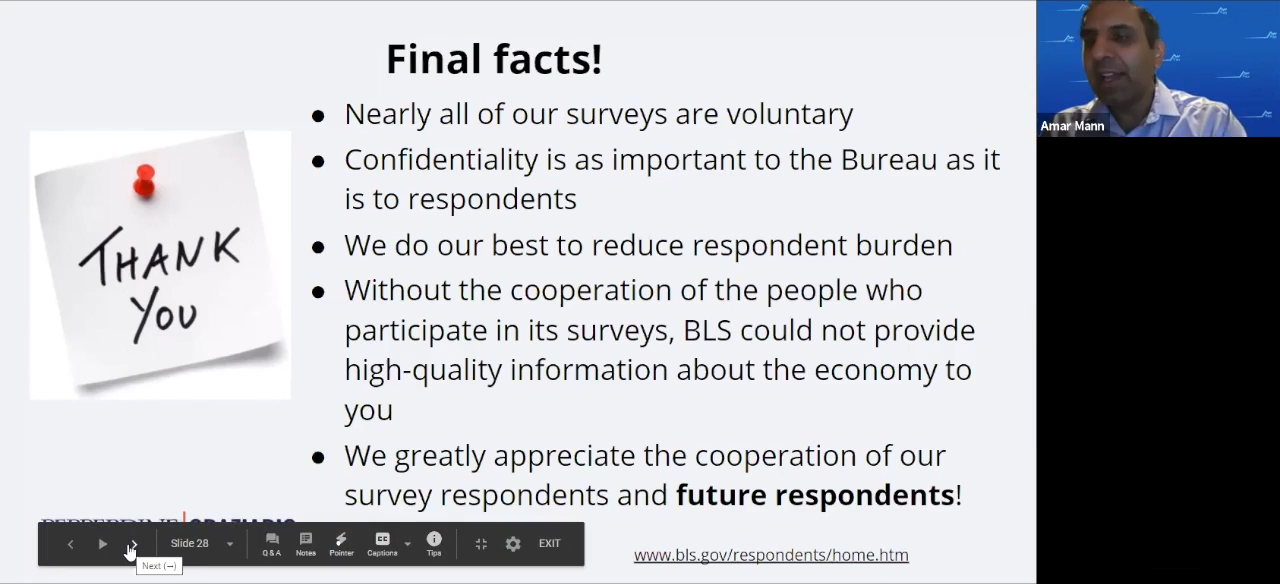 Final facts!
Nearly all of our surveys are voluntary
Confidentiality is as important to the Bureau as it
is to respondents
We do our best to reduce respondent burden
Without the cooperation of the people who
participate in its surveys, BLS could not provide
high-quality information about the economy to
you
We greatly appreciate the cooperation of our
survey respondents and future respondents!
THANK
YOU
PEPPERDINE | GRAZIADIO
Slide 28
Q & A
Notes
Pointer
CC
Captions
Tips
EXIT
Next (→)
www.bls.gov/respondents/home.htm
Amar Mann